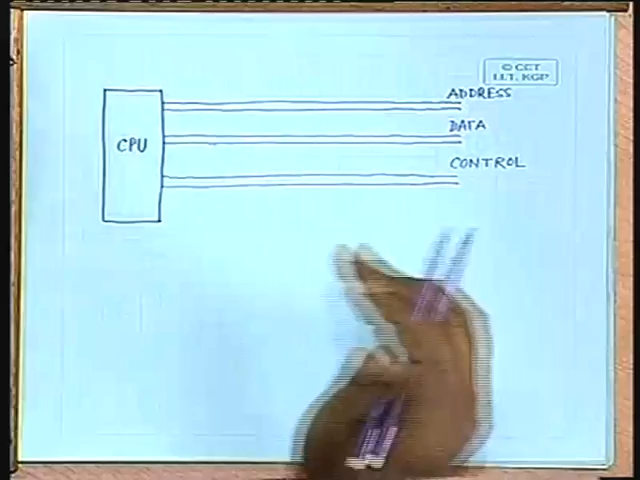 © CET
I.I.T. KGP
ADDRESS
DATA
CPU
CONTROL